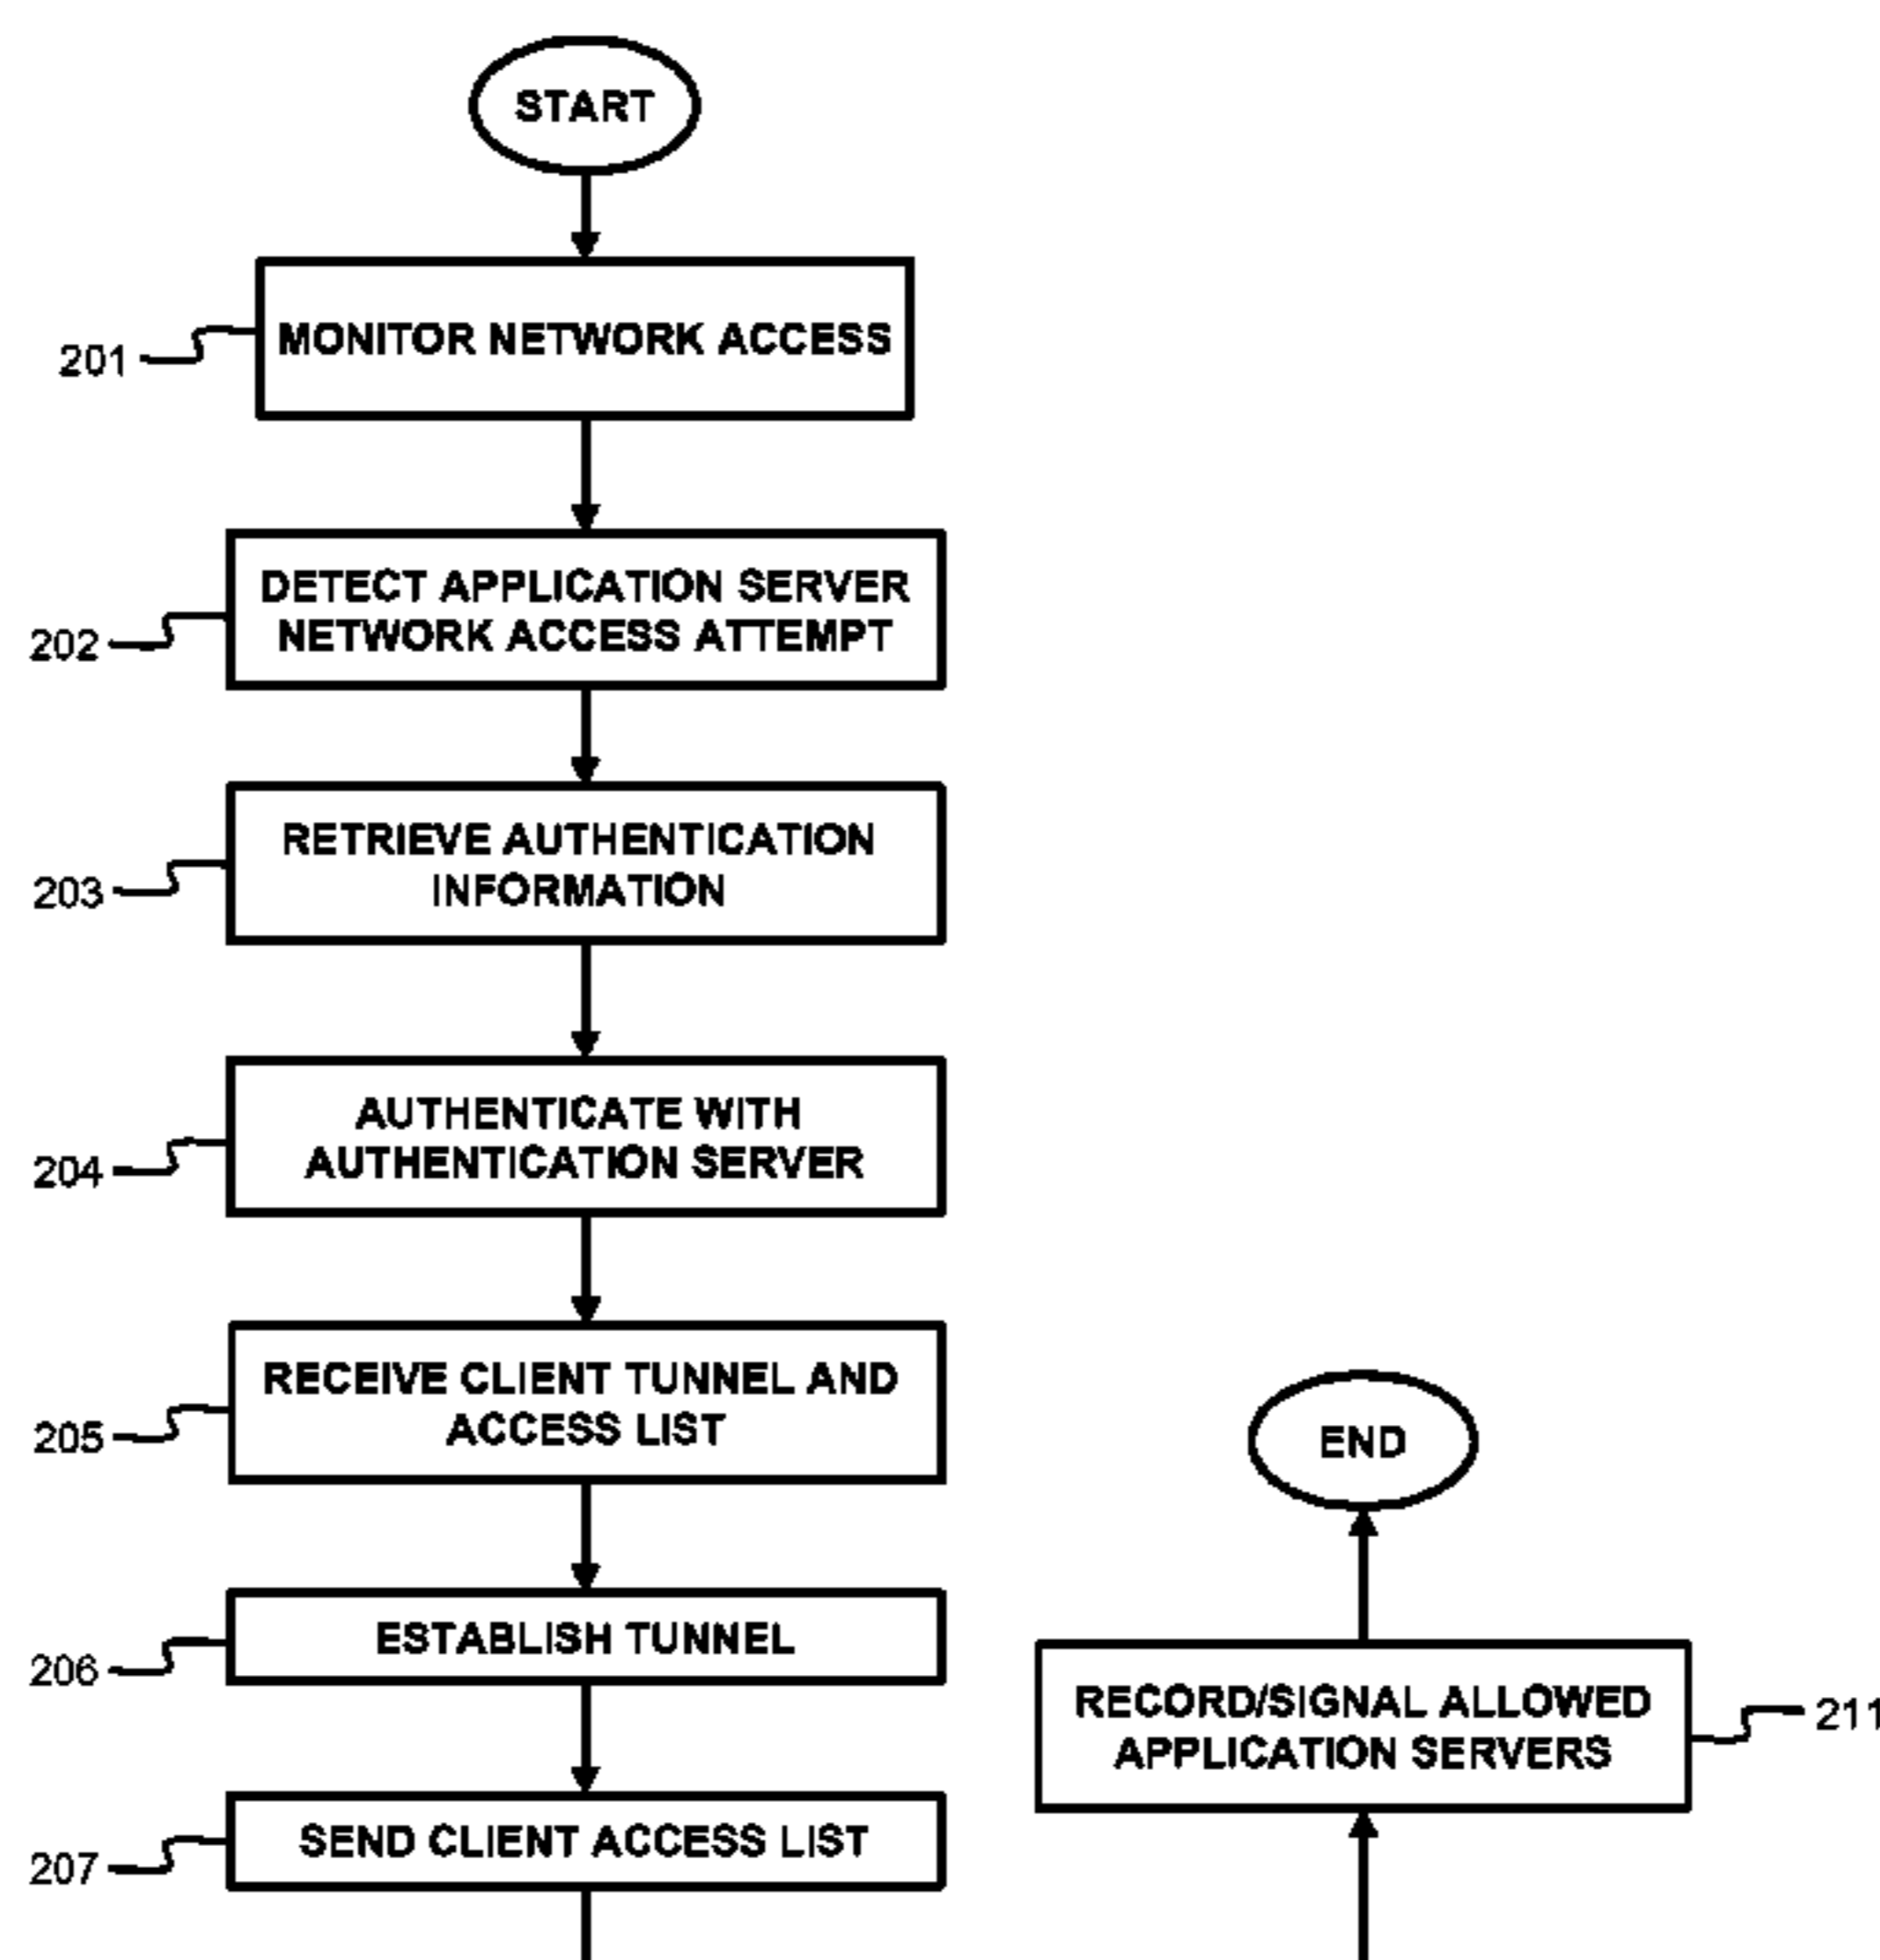 START
MONITOR NETWORK ACCESS
201
DETECT APPLICATION SERVER
NETWORK ACCESS ATTEMPT
202
RETRIEVE AUTHENTICATION
INFORMATION
203
AUTHENTICATE WITH
AUTHENTICATION SERVER
204
RECEIVE CLIENT TUNNEL AND
ACCESS LIST
205
ESTABLISH TUNNEL
206
SEND CLIENT ACCESS LIST
207
END
RECORD/SIGNAL ALLOWED
APPLICATION SERVERS
211